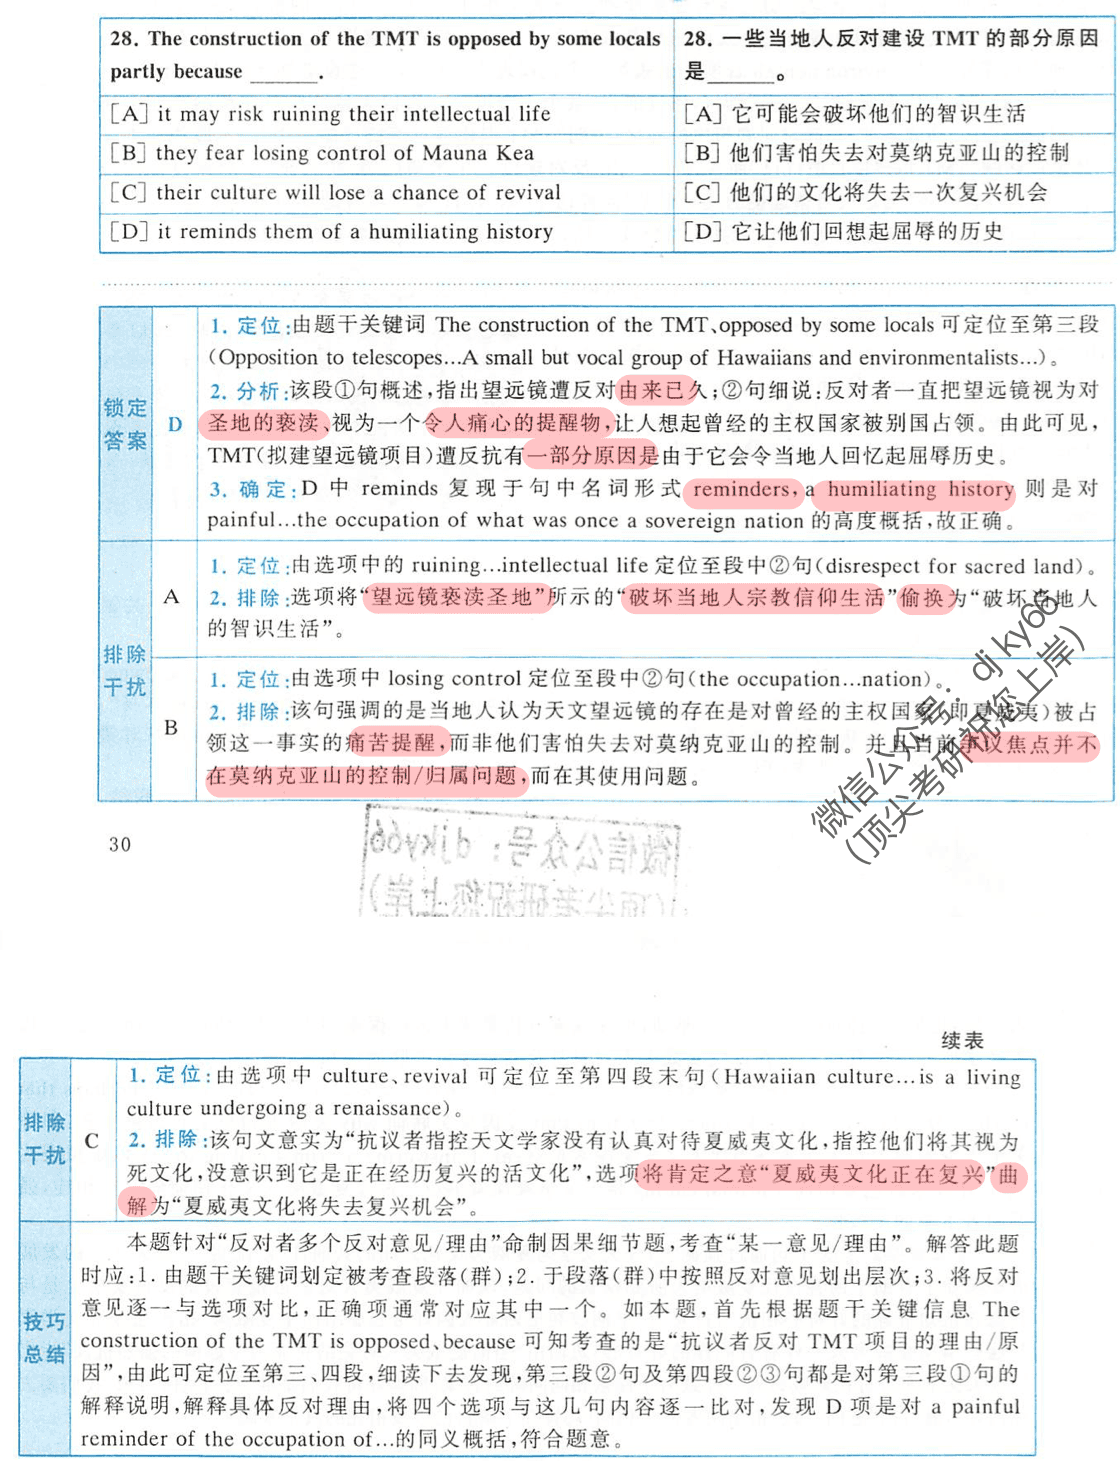 28. The construction of the TMT is opposed by some locals
partly because ______.
28. 一些当地人反对建设 TMT 的部分原因
是______。
[A] it may risk ruining their intellectual life
[A] 它可能会破坏他们的智识生活
[B] they fear losing control of Mauna Kea
[B] 他们害怕失去对莫纳克亚山的控制
[C] their culture will lose a chance of revival
[C] 他们的文化将失去一次复兴机会
[D] it reminds them of a humiliating history
[D] 它让他们回想起屈辱的历史
锁定
答案
D
1. 定位:由题干关键词 The construction of the TMT、opposed by some locals 可定位至第三段
(Opposition to telescopes…A small but vocal group of Hawaiians and environmentalists…)。
2. 分析:该段①句概述,指出望远镜遭反对由来已久;②句细说:反对者一直把望远镜视为对
圣地的亵渎、视为一个令人痛心的提醒物,让人想起曾经的主权国家被别国占领。由此可见,
TMT(拟建望远镜项目)遭反抗有一部分原因是由于它会令当地人回忆起屈辱历史。
3. 确定:D 中 reminds 复现于句中名词形式 reminders, a humiliating history 则是对
painful…the occupation of what was once a sovereign nation 的高度概括,故正确。
排除
干扰
A
1. 定位:由选项中的 ruining…intellectual life 定位至段中②句(disrespect for sacred land)。
2. 排除:选项将“望远镜亵渎圣地”所示的“破坏当地人宗教信仰生活”偷换为“破坏当地人
的智识生活”。
B
1. 定位:由选项中 losing control 定位至段中②句(the occupation…nation)。
2. 排除:该句强调的是当地人认为天文望远镜的存在是对曾经的主权国家(即夏威夷)被占
领这一事实的痛苦提醒,而非他们害怕失去对莫纳克亚山的控制。并且当前争议焦点并不
在莫纳克亚山的控制/归属问题,而在其使用问题。
微信公众号：djky66
(顶尖考研祝您上岸)
30
微信公众号：djky66
(顶尖考研祝您上岸)
续表
排除
干扰
C
1. 定位:由选项中 culture、revival 可定位至第四段末句(Hawaiian culture…is a living
culture undergoing a renaissance)。
2. 排除:该句文意实为“抗议者指控天文学家没有认真对待夏威夷文化,指控他们将其视为
死文化,没意识到它是正在经历复兴的活文化”,选项将肯定之意“夏威夷文化正在复兴”曲
解为“夏威夷文化将失去复兴机会”。
技巧
总结
本题针对“反对者多个反对意见/理由”命制因果细节题,考查“某一意见/理由”。解答此题
时应:1. 由题干关键词划定被考查段落(群);2. 于段落(群)中按照反对意见划出层次;3. 将反对
意见逐一与选项对比,正确项通常对应其中一个。如本题,首先根据题干关键信息 The
construction of the TMT is opposed、because 可知考查的是“抗议者反对 TMT 项目的理由/原
因”,由此可定位至第三、四段,细读下去发现,第三段②句及第四段②③句都是对第三段①句的
解释说明,解释具体反对理由,将四个选项与这几句内容逐一比对,发现 D 项是对 a painful
reminder of the occupation of…的同义概括,符合题意。